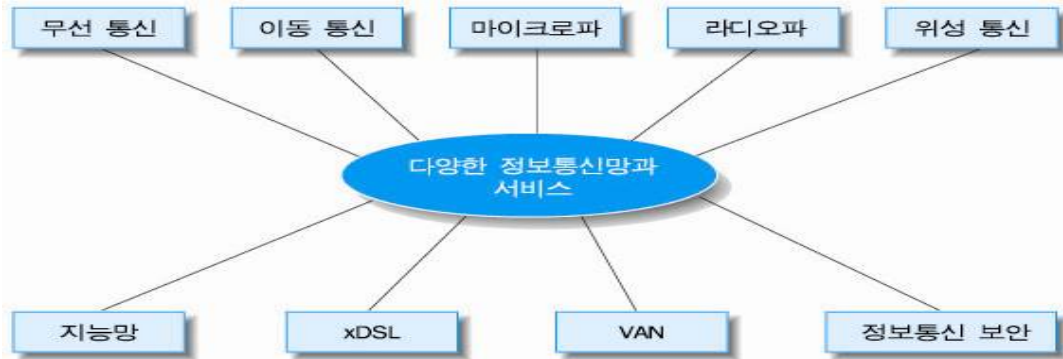 무선 통신
이동 통신
마이크로파
라디오파
위성 통신
다양한 정보통신망과
서비스
지능망
xDSL
VAN
정보통신 보안